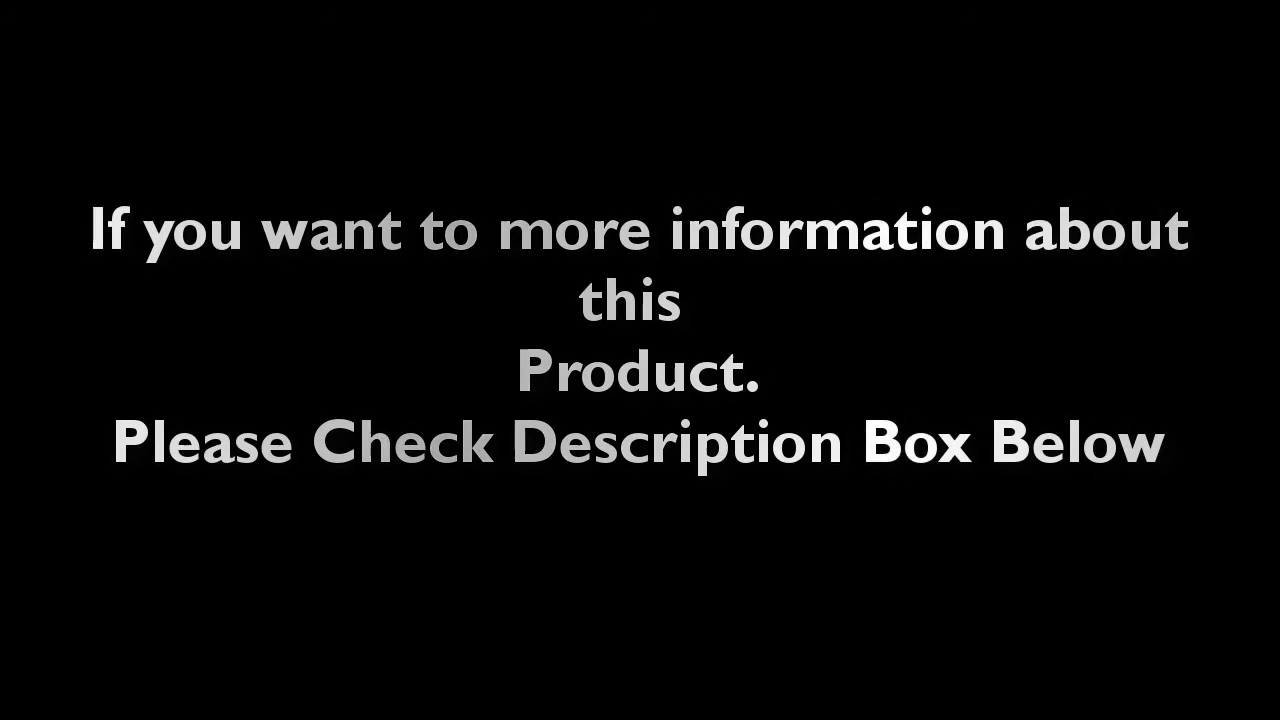 If you want to more information about
this
Product.
Please Check Description Box Below